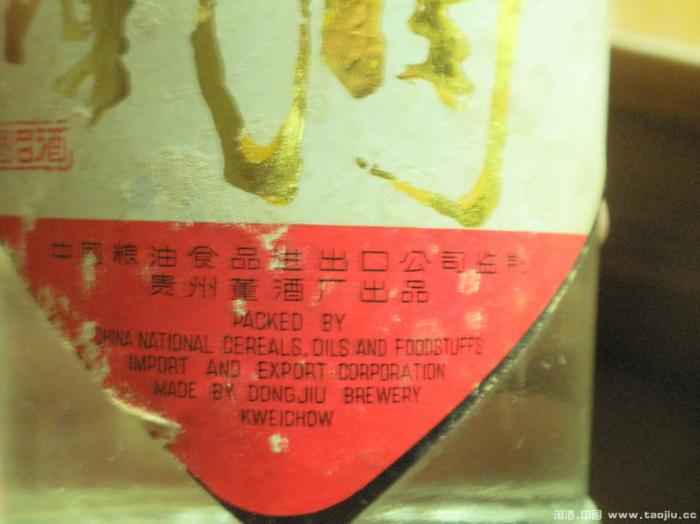 中国粮油食品进出口公司监制
贵州董酒厂出品
PACKED BY
CHINA NATIONAL CEREALS, OILS AND FOODSTUFFS
IMPORT AND EXPORT CORPORATION
MADE BY DONGJIU BREWERY
KWEICHOW
淘酒.中国 www.taojiu.cc